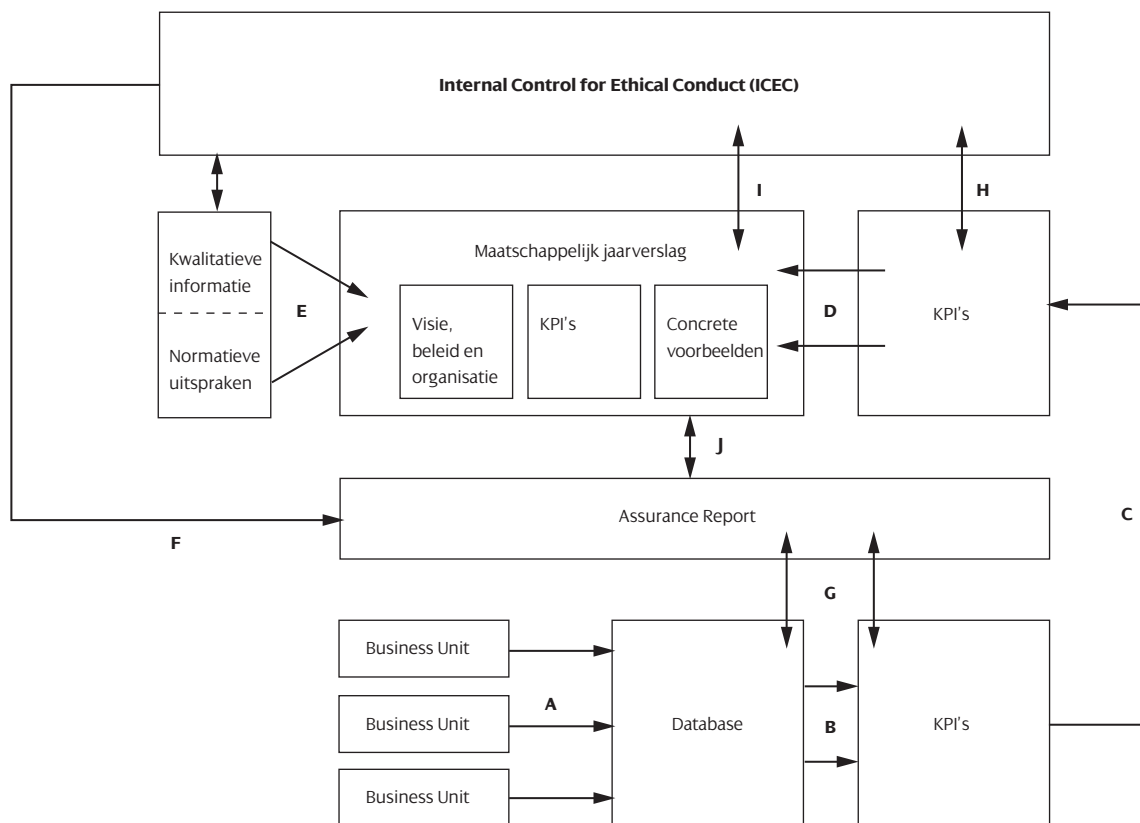 Internal Control for Ethical Conduct (ICEC)
I
H
Kwalitatieve
informatie
Normatieve
uitspraken
E
Maatschappelijk jaarverslag
Visie,
beleid en
organisatie
KPI's
Concrete
voorbeelden
D
KPI's
J
Assurance Report
F
C
G
Business Unit
Business Unit
Business Unit
A
Database
B
KPI's